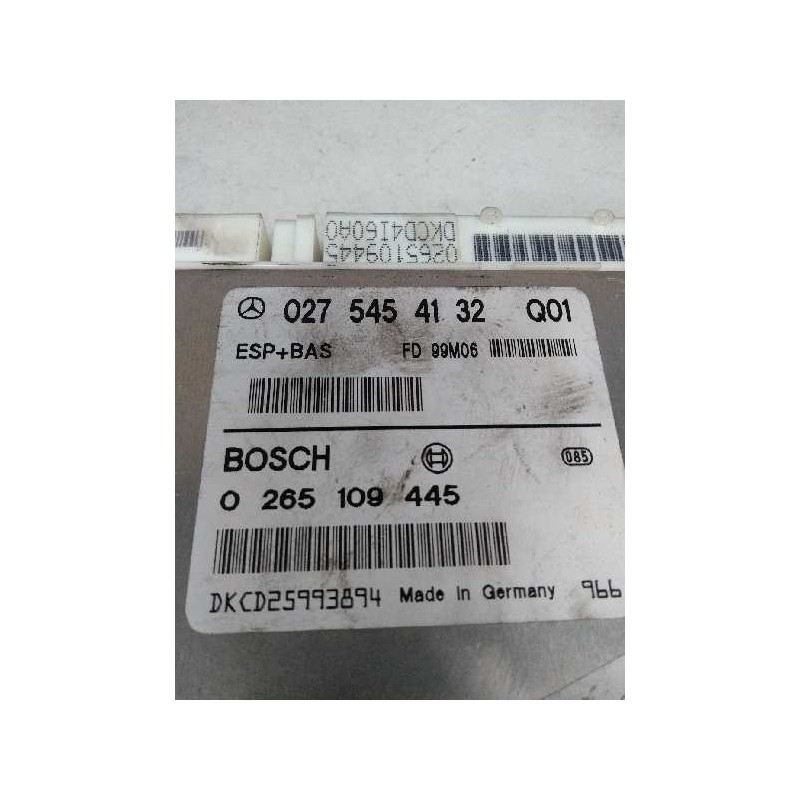 0265109445
DKCD4I60A0
027 545 41 32 Q01
ESP+BAS FD 99M06
BOSCH 085
0 265 109 445
DKCD25993894 Made in Germany 966